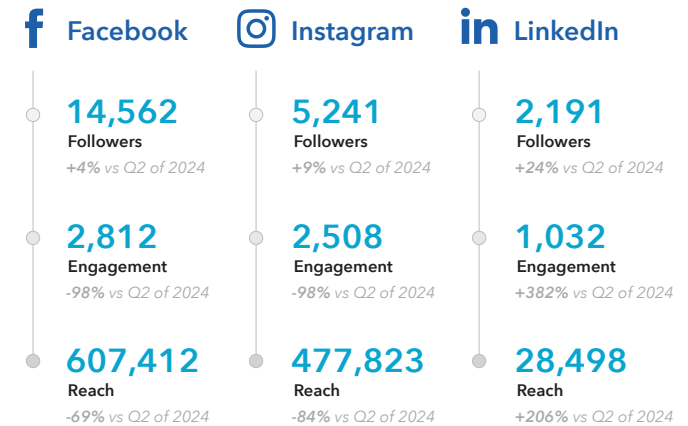 Facebook
14,562
Followers
+4% vs Q2 of 2024
2,812
Engagement
-98% vs Q2 of 2024
607,412
Reach
-69% vs Q2 of 2024
Instagram
5,241
Followers
+9% vs Q2 of 2024
2,508
Engagement
-98% vs Q2 of 2024
477,823
Reach
-84% vs Q2 of 2024
in LinkedIn
2,191
Followers
+24% vs Q2 of 2024
1,032
Engagement
+382% vs Q2 of 2024
28,498
Reach
+206% vs Q2 of 2024